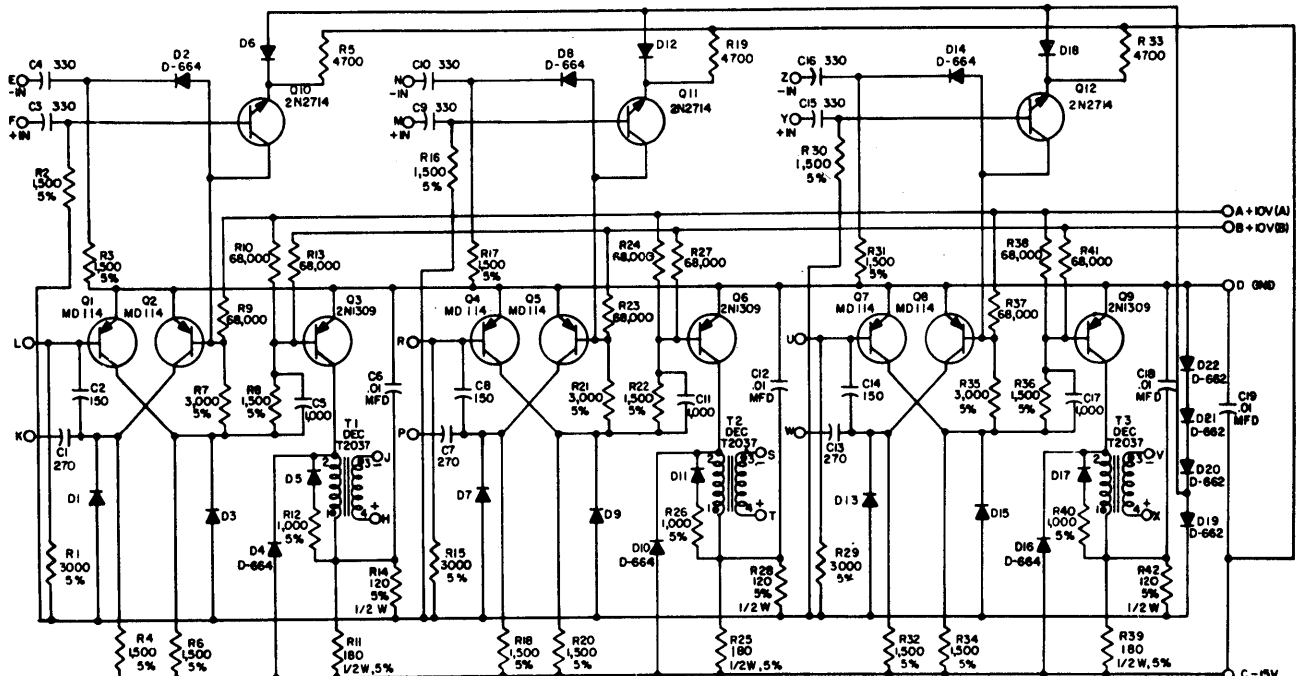 D6
R5
4700
D2
D-664
C4 330
E
-IN
C3 330
F
+IN
Q10
2N2714
R2
1,500
5%
D12
R19
4700
D8
D-664
C10 330
N
-IN
C9 330
M
+IN
Q11
2N2714
R16
1,500
5%
D18
R33
4700
D14
D-664
C16 330
Z
-IN
C15 330
Y
+IN
Q12
2N2714
R30
1,500
5%
A +10V(A)
B +10V(B)
D GND
R3
1,500
5%
R10
68,000
R13
68,000
R9
68,000
Q1
MD114
Q2
MD114
Q3
2N1309
L
C2
150
K
C1
270
R7
3,000
5%
R8
1,500
5%
C5
1,000
C6
.01
MFD
T1
DEC
T2037
2
3
-
J
1
4
+
H
D1
D3
D5
R12
1,000
5%
D4
D-664
R1
3000
5%
R14
120
5%
1/2 W
R4
1,500
5%
R6
1,500
5%
R11
180
1/2W, 5%
R17
1,500
5%
R24
68,000
R27
68,000
R23
68,000
Q4
MD114
Q5
MD114
Q6
2N1309
R
C8
150
P
C7
270
R21
3,000
5%
R22
1,500
5%
C11
1,000
C12
.01
MFD
T2
DEC
T2037
2
3
-
S
1
4
+
T
D7
D9
D11
R26
1,000
5%
D10
D-664
R15
3000
5%
R28
120
5%
1/2 W
R18
1,500
5%
R20
1,500
5%
R25
180
1/2W, 5%
R31
1,500
5%
R38
68,000
R41
68,000
R37
68,000
Q7
MD114
Q8
MD114
Q9
2N1309
U
C14
150
W
C13
270
R35
3,000
5%
R36
1,500
5%
C17
1,000
C18
.01
MFD
T3
DEC
T2037
2
3
-
V
1
4
+
X
D13
D15
D17
R40
1,000
5%
D16
D-664
R29
3000
5%
R42
120
5%
1/2 W
R32
1,500
5%
R34
1,500
5%
R39
180
1/2W, 5%
D22
D-662
D21
D-662
D20
D-662
D19
D-662
C19
.01
MFD
C -15V